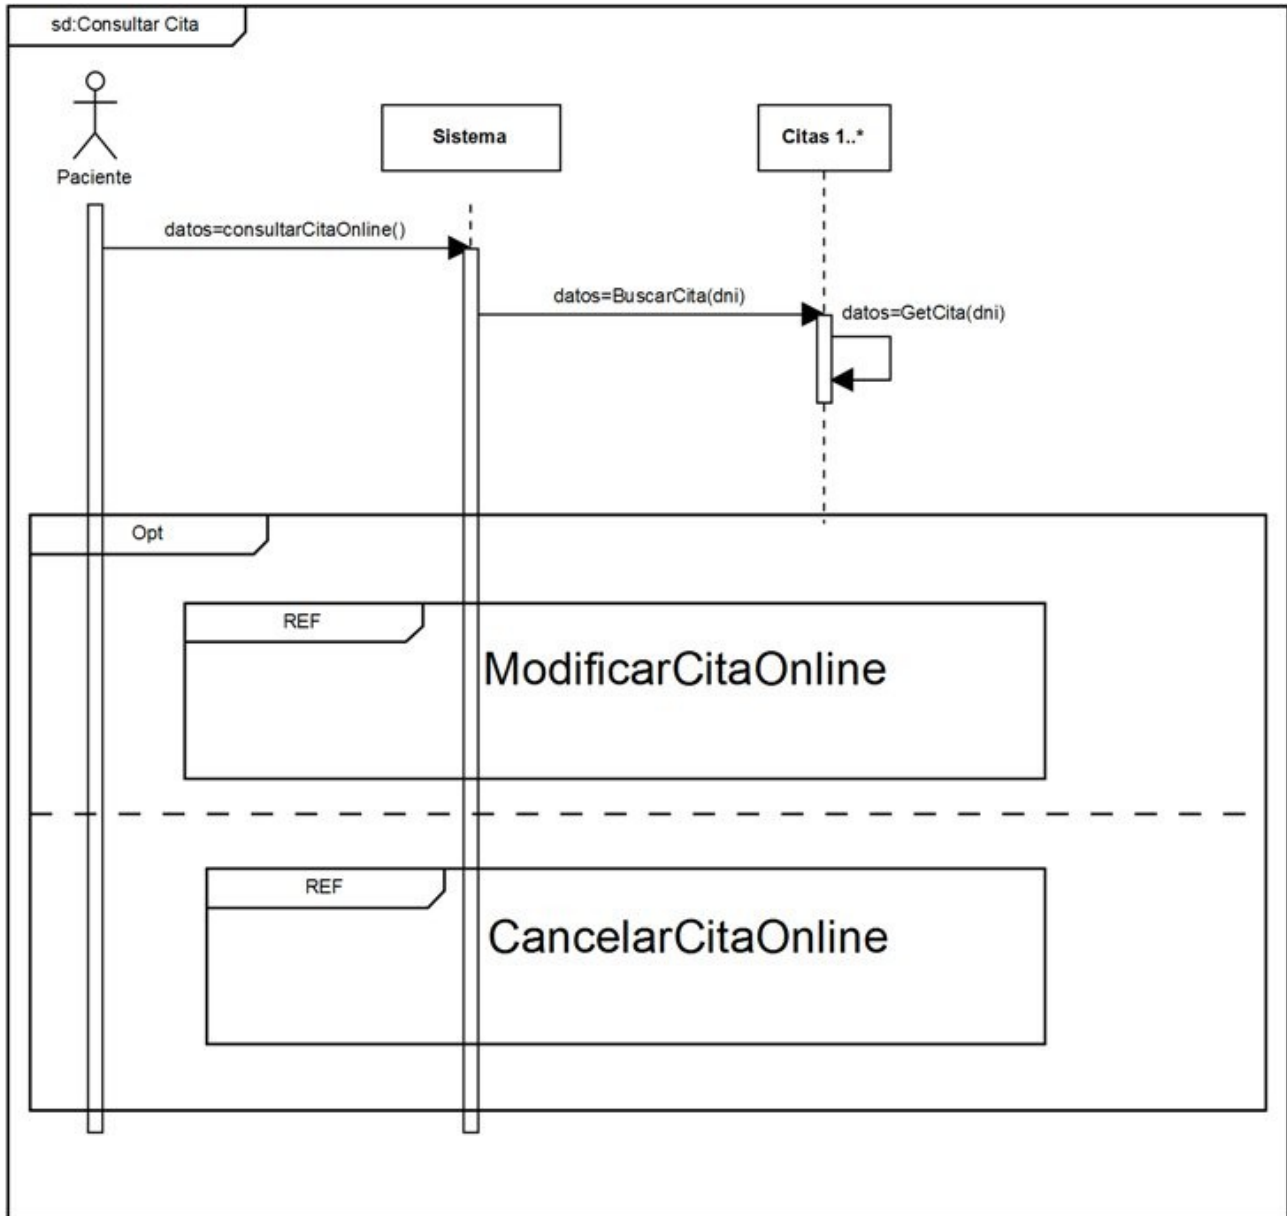 sd:Consultar Cita
Paciente
Sistema
Citas 1..*
datos=consultarCitaOnline()
datos=BuscarCita(dni)
datos=GetCita(dni)
Opt
REF
ModificarCitaOnline
REF
CancelarCitaOnline